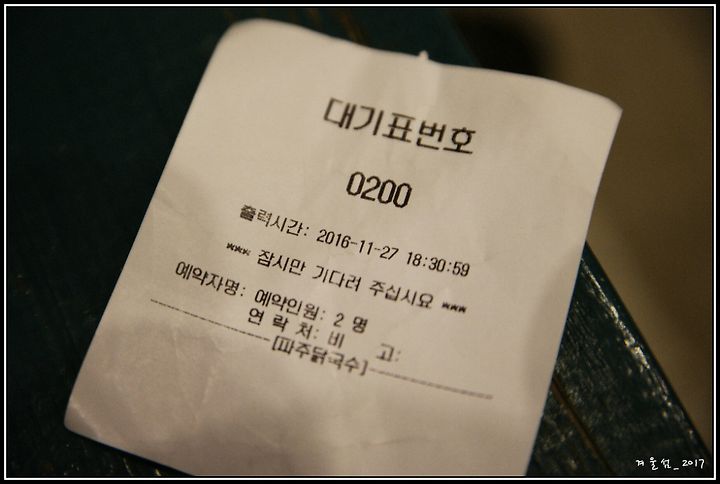 대기표번호
0200
출력시간: 2016-11-27 18:30:59
*** 잠시만 기다려 주십시요 ***
예약자명: 예약인원: 2 명
연 락 처: 비 고:
[파주닭국수]
겨울섬_2017